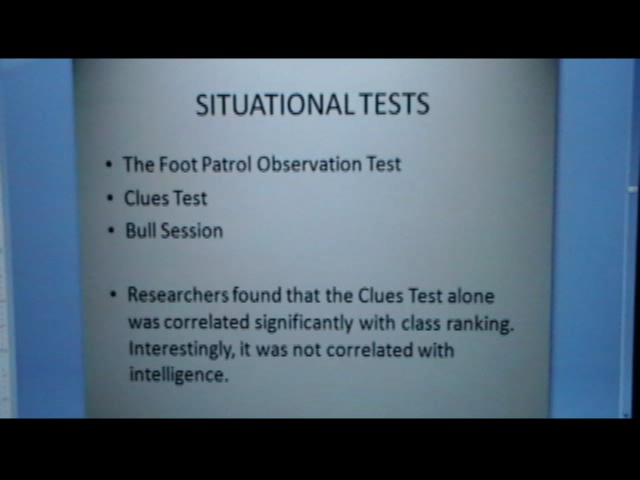 SITUATIONAL TESTS
• The Foot Patrol Observation Test
• Clues Test
• Bull Session
• Researchers found that the Clues Test alone
was correlated significantly with class ranking.
Interestingly, it was not correlated with
intelligence.